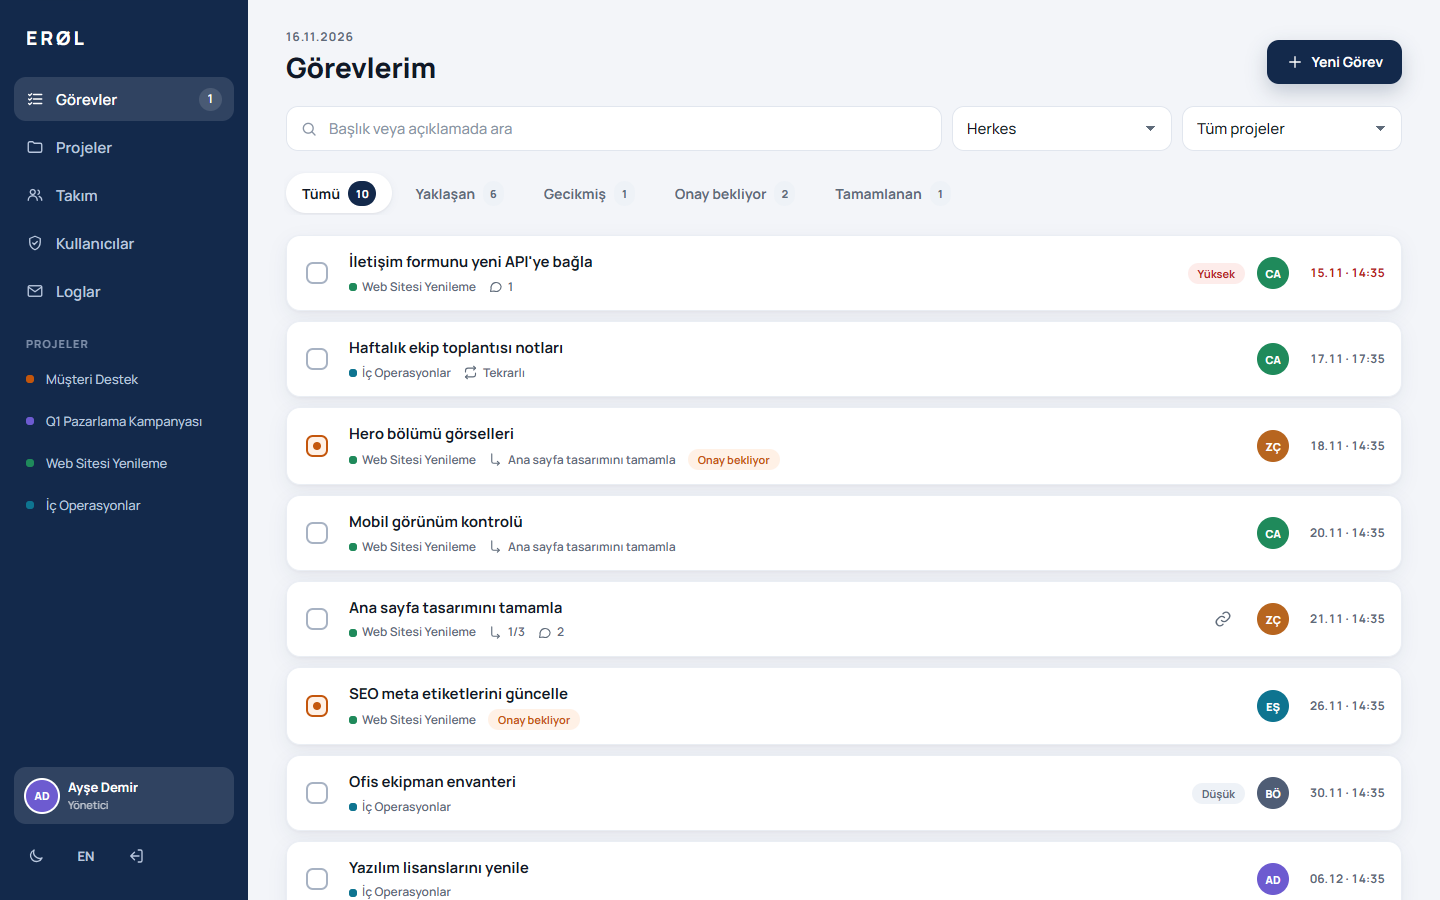 ERØL
Görevler 1
Projeler
Takım
Kullanıcılar
Loglar
PROJELER
Müşteri Destek
Q1 Pazarlama Kampanyası
Web Sitesi Yenileme
İç Operasyonlar
AD
Ayşe Demir
Yönetici
EN
16.11.2026
Görevlerim
Yeni Görev
Başlık veya açıklamada ara
Herkes
Tüm projeler
Tümü 10
Yaklaşan 6
Gecikmiş 1
Onay bekliyor 2
Tamamlanan 1
İletişim formunu yeni API'ye bağla
Web Sitesi Yenileme 1
Yüksek CA 15.11 · 14:35
Haftalık ekip toplantısı notları
İç Operasyonlar Tekrarlı
CA 17.11 · 17:35
Hero bölümü görselleri
Web Sitesi Yenileme Ana sayfa tasarımını tamamla Onay bekliyor
ZÇ 18.11 · 14:35
Mobil görünüm kontrolü
Web Sitesi Yenileme Ana sayfa tasarımını tamamla
CA 20.11 · 14:35
Ana sayfa tasarımını tamamla
Web Sitesi Yenileme 1/3 2
ZÇ 21.11 · 14:35
SEO meta etiketlerini güncelle
Web Sitesi Yenileme Onay bekliyor
EŞ 26.11 · 14:35
Ofis ekipman envanteri
İç Operasyonlar
Düşük BÖ 30.11 · 14:35
Yazılım lisanslarını yenile
İç Operasyonlar
AD 06.12 · 14:35